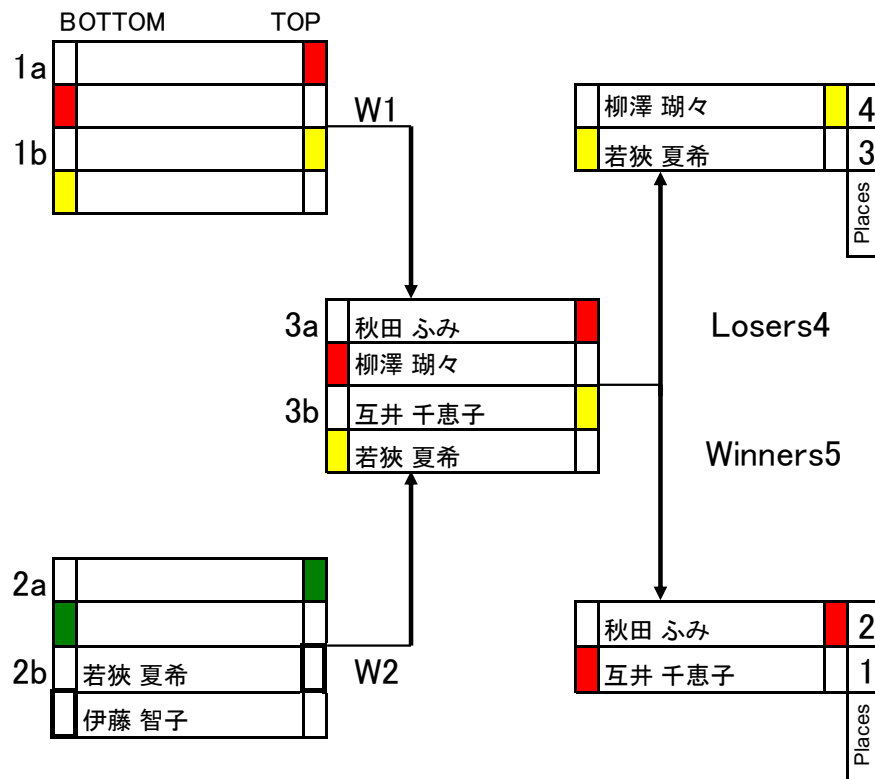 BOTTOM TOP
1a
W1
1b
柳澤 瑚々 4
若狹 夏希 3
Places
3a 秋田 ふみ
柳澤 瑚々
3b 互井 千恵子
若狹 夏希
Losers4
Winners5
2a
2b 若狹 夏希
W2
伊藤 智子
秋田 ふみ 2
互井 千恵子 1
Places